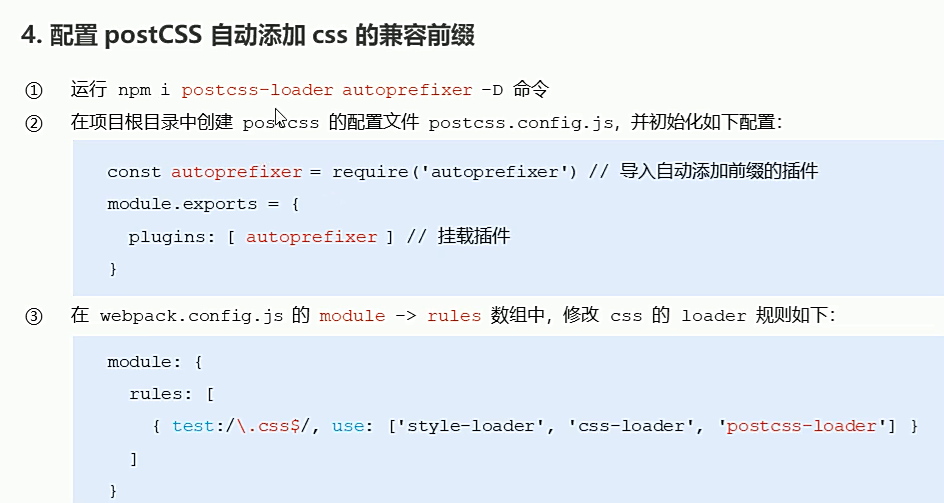 4. 配置 postCSS 自动添加 css 的兼容前缀
① 运行 npm i postcss-loader autoprefixer -D 命令
② 在项目根目录中创建 postcss 的配置文件 postcss.config.js，并初始化如下配置：
const autoprefixer = require('autoprefixer') // 导入自动添加前缀的插件
module.exports = {
plugins: [ autoprefixer ] // 挂载插件
}
③ 在 webpack.config.js 的 module -> rules 数组中，修改 css 的 loader 规则如下：
module: {
rules: [
{ test:/\.css$/, use: ['style-loader', 'css-loader', 'postcss-loader'] }
]
}